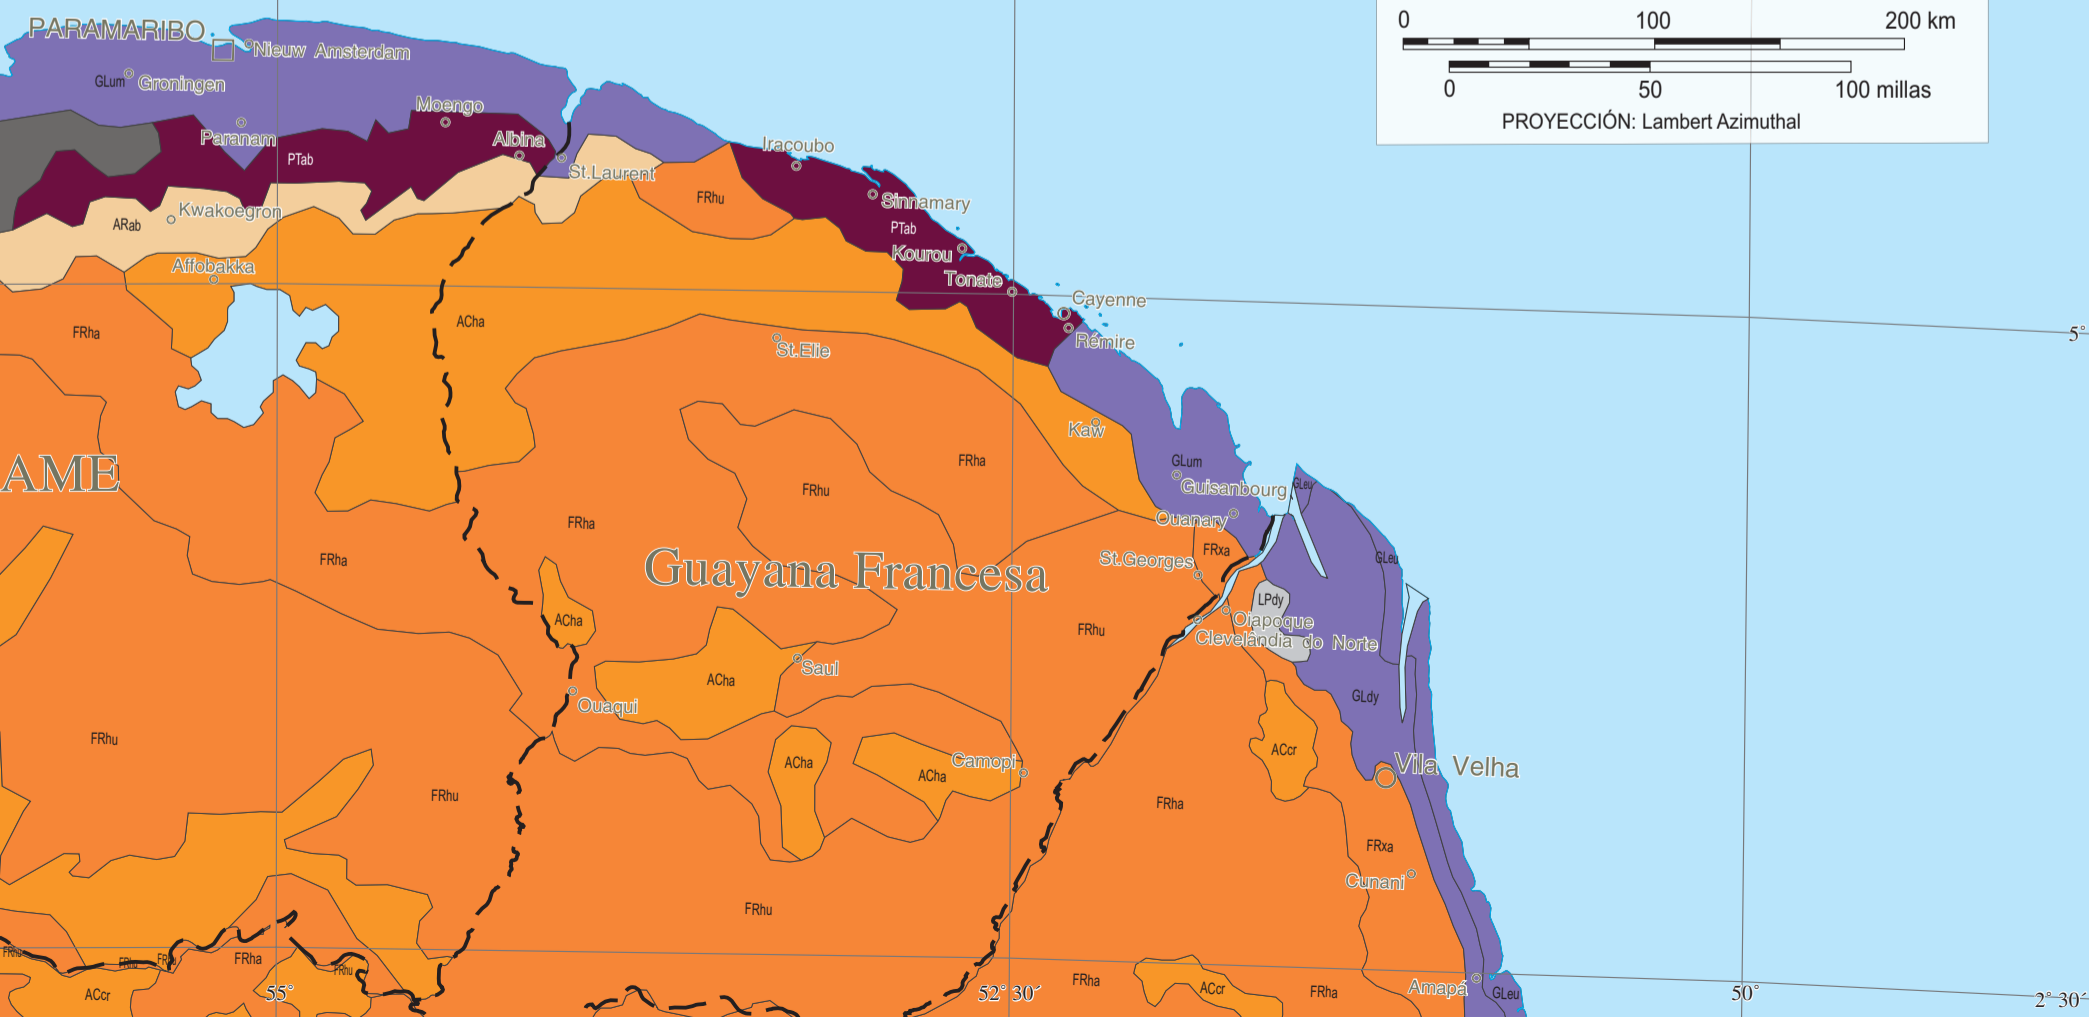 0 100 200 km
0 50 100 millas
PROYECCIÓN: Lambert Azimuthal
PARAMARIBO
Nieuw Amsterdam
GLum
Groningen
Moengo
Paranam
Albina
PTab
St.Laurent
Iracoubo
FRhu
Sinnamary
Kwakoegron
ARab
PTab
Kourou
Affobakka
Tonate
Cayenne
FRha
ACha
Rémire
5°
St.Elie
Kaw
AME
FRha
GLum
FRhu
Guisanbourg
GLeu
FRha
Ouanary
FRha
FRxa
St.Georges
GLeu
Guayana Francesa
LPdy
ACha
Oiapoque
FRhu
Clevelândia do Norte
Saul
ACha
GLdy
Ouaqui
FRhu
ACcr
ACha
Camopi
ACha
Vila Velha
FRhu
FRha
FRxa
Cunani
FRhu
FRhu
FRhu
FRhu
FRha
FRhu
FRha
ACcr
ACcr
FRha
Amapá
GLeu
55°
52° 30´
50°
2° 30´